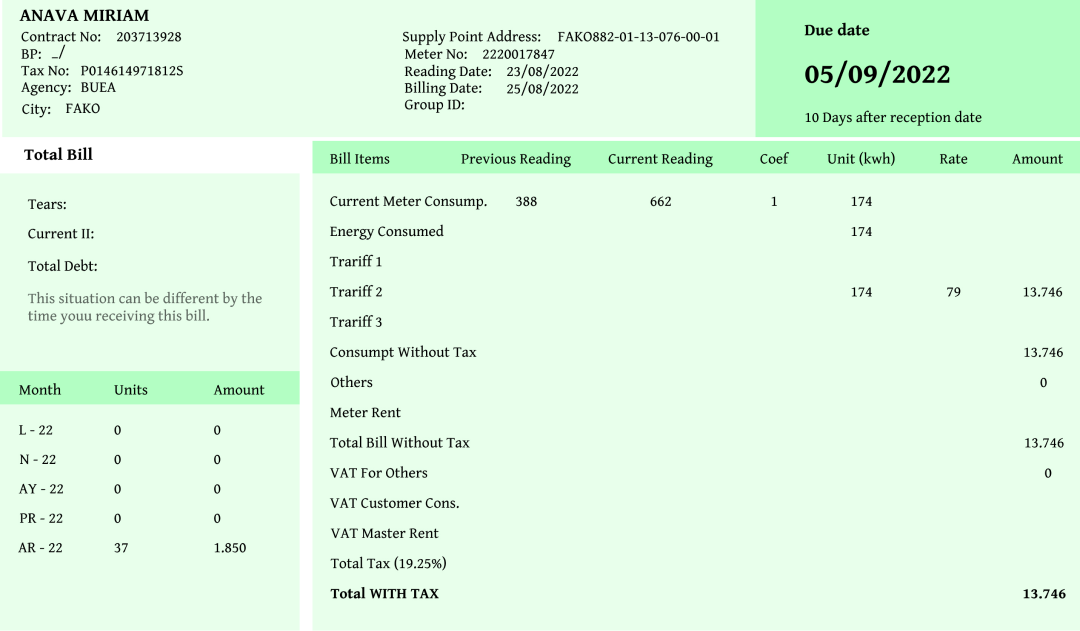 ANAVA MIRIAM
Contract No: 203713928
BP: _/
Tax No: P014614971812S
Agency: BUEA
City: FAKO
Supply Point Address: FAKO882-01-13-076-00-01
Meter No: 2220017847
Reading Date: 23/08/2022
Billing Date: 25/08/2022
Group ID:
Due date
05/09/2022
10 Days after reception date
Total Bill
Tears:
Current II:
Total Debt:
This situation can be different by the
time youu receiving this bill.
Month Units Amount
L - 22 0 0
N - 22 0 0
AY - 22 0 0
PR - 22 0 0
AR - 22 37 1.850
Bill Items Previous Reading Current Reading Coef Unit (kwh) Rate Amount
Current Meter Consump. 388 662 1 174
Energy Consumed 174
Trariff 1
Trariff 2 174 79 13.746
Trariff 3
Consumpt Without Tax 13.746
Others 0
Meter Rent
Total Bill Without Tax 13.746
VAT For Others 0
VAT Customer Cons.
VAT Master Rent
Total Tax (19.25%)
Total WITH TAX 13.746